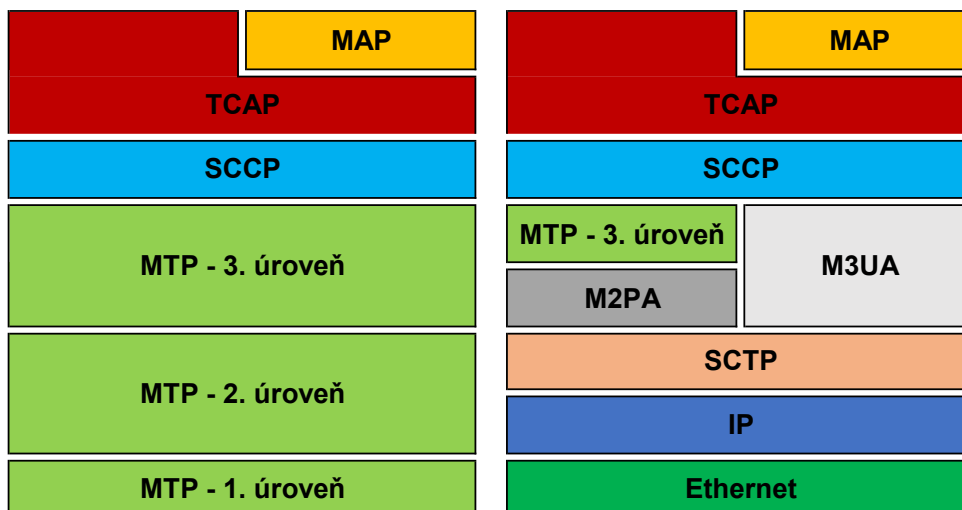 MAP
TCAP
SCCP
MTP - 3. úroveň
MTP - 2. úroveň
MTP - 1. úroveň
MAP
TCAP
SCCP
MTP - 3. úroveň
M3UA
M2PA
SCTP
IP
Ethernet